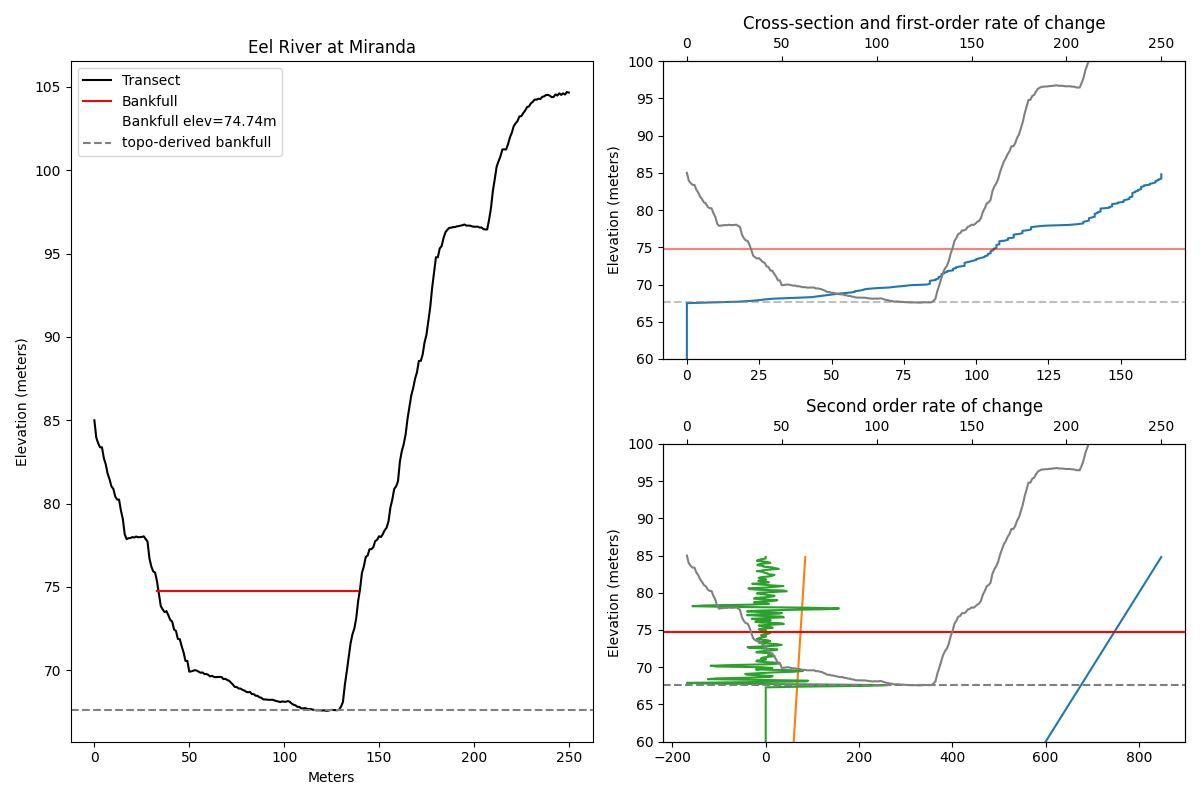 Eel River at Miranda
Transect
Bankfull
Bankfull elev=74.74m
topo-derived bankfull
105
100
95
90
85
80
75
70
Elevation (meters)
0 50 100 150 200 250
Meters
Cross-section and first-order rate of change
0 50 100 150 200 250
100
95
90
85
80
75
70
65
60
Elevation (meters)
0 25 50 75 100 125 150
Second order rate of change
0 50 100 150 200 250
100
95
90
85
80
75
70
65
60
Elevation (meters)
−200 0 200 400 600 800